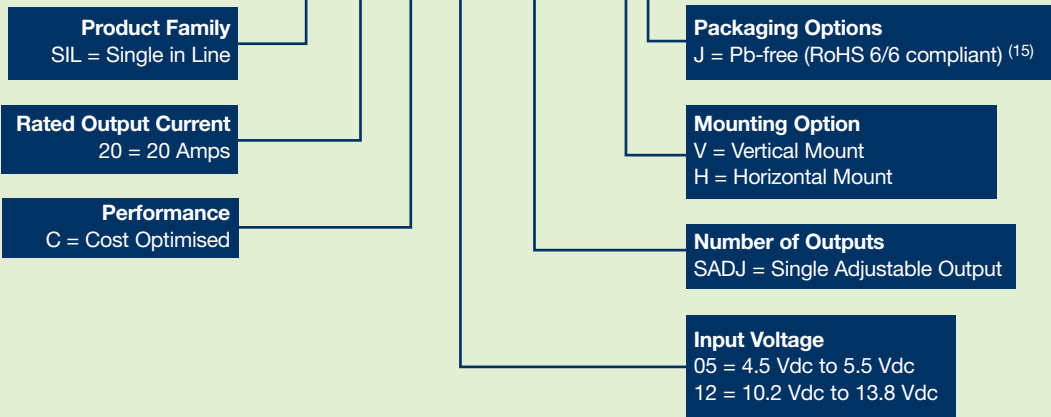 Product Family
SIL = Single in Line
Rated Output Current
20 = 20 Amps
Performance
C = Cost Optimised
Packaging Options
J = Pb-free (RoHS 6/6 compliant) (15)
Mounting Option
V = Vertical Mount
H = Horizontal Mount
Number of Outputs
SADJ = Single Adjustable Output
Input Voltage
05 = 4.5 Vdc to 5.5 Vdc
12 = 10.2 Vdc to 13.8 Vdc